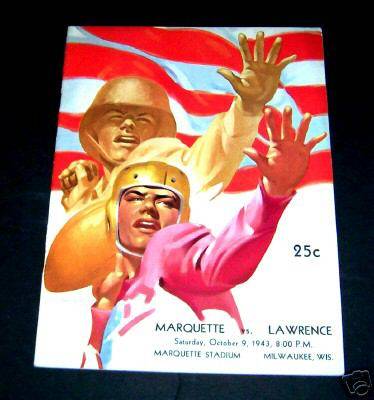 25c
MARQUETTE vs. LAWRENCE
Saturday, October 9, 1943, 8:00 P.M.
MARQUETTE STADIUM MILWAUKEE, WIS.